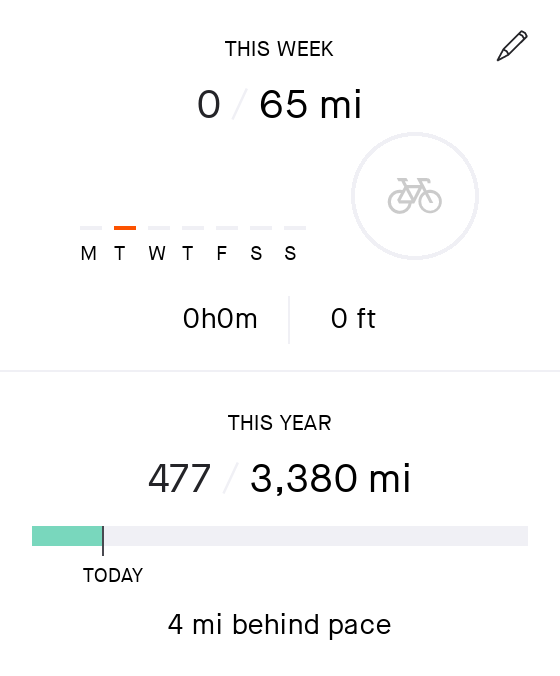 THIS WEEK
0 / 65 mi
M T W T F S S
0h0m 0 ft
THIS YEAR
477 / 3,380 mi
TODAY
4 mi behind pace